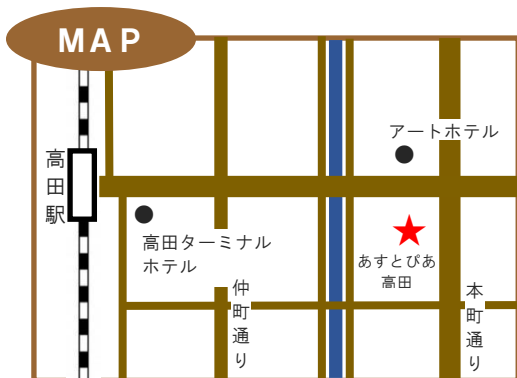 MAP
アートホテル
高田駅
高田ターミナル
ホテル
あすとぴあ
高田
仲町通り
本町通り